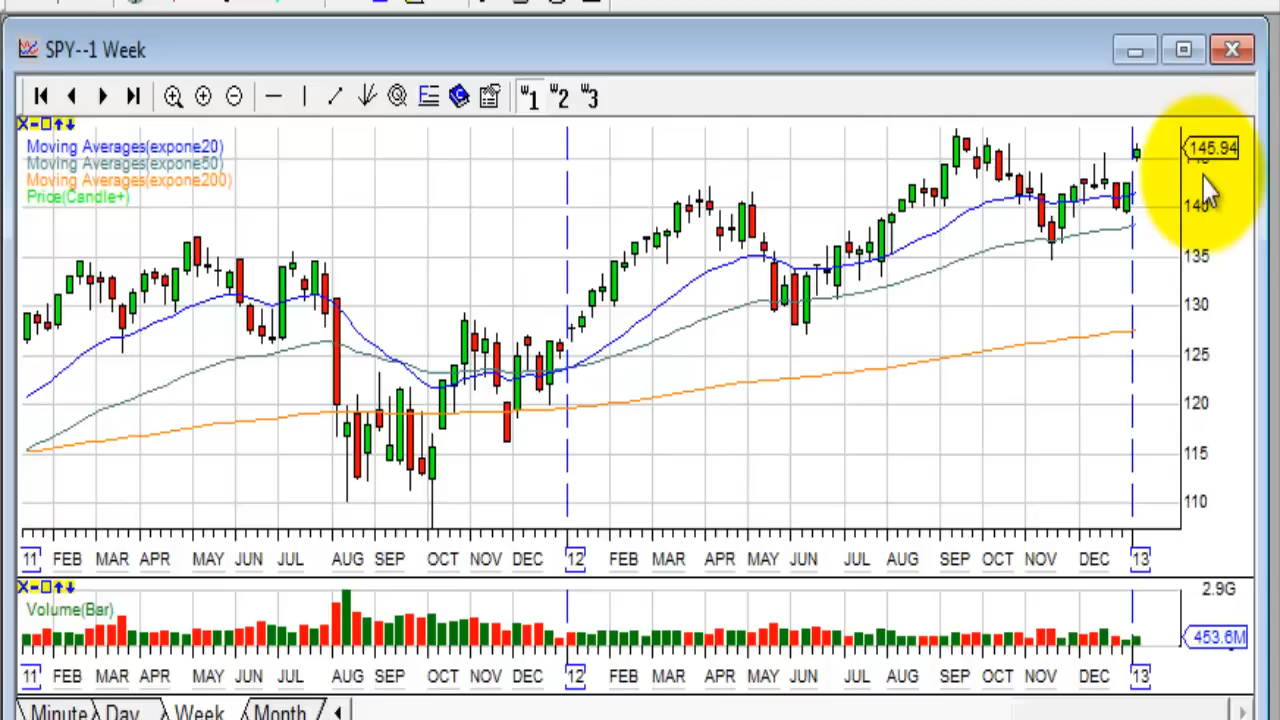 SPY--1 Week
W1 W2 W3
Moving Averages(expone20)
Moving Averages(expone50)
Moving Averages(expone200)
Price(Candle+)
145.94
145
140
135
130
125
120
115
110
11 FEB MAR APR MAY JUN JUL AUG SEP OCT NOV DEC 12 FEB MAR APR MAY JUN JUL AUG SEP OCT NOV DEC 13
Volume(Bar)
2.9G
453.6M
11 FEB MAR APR MAY JUN JUL AUG SEP OCT NOV DEC 12 FEB MAR APR MAY JUN JUL AUG SEP OCT NOV DEC 13
Minute Day Week Month